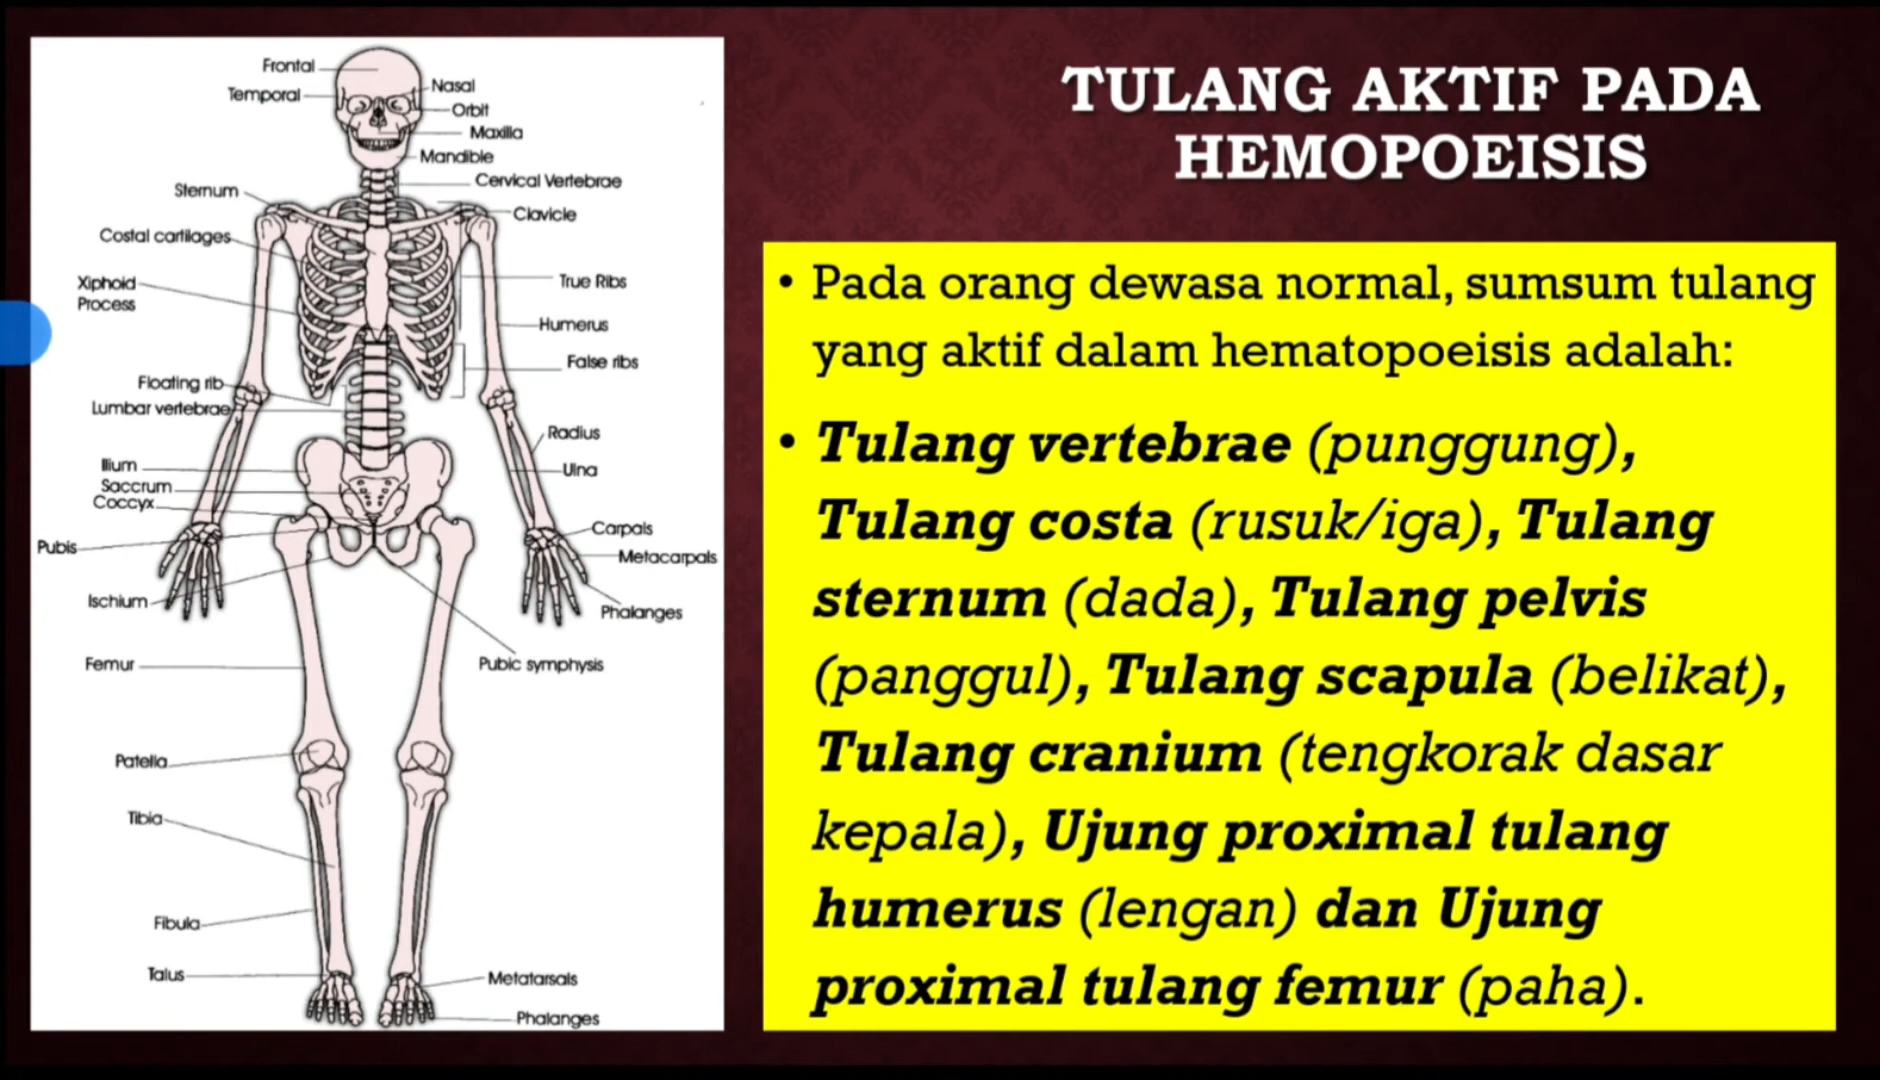 TULANG AKTIF PADA
HEMOPOEISIS
• Pada orang dewasa normal, sumsum tulang
yang aktif dalam hematopoeisis adalah:
• Tulang vertebrae (punggung),
Tulang costa (rusuk/iga), Tulang
sternum (dada), Tulang pelvis
(panggul), Tulang scapula (belikat),
Tulang cranium (tengkorak dasar
kepala), Ujung proximal tulang
humerus (lengan) dan Ujung
proximal tulang femur (paha).
Frontal
Temporal
Nasal
Orbit
Maxilla
Mandible
Cervical Vertebrae
Sternum
Clavicle
Costal cartilages
Xiphoid
Process
True Ribs
Humerus
False ribs
Floating rib
Lumbar vertebrae
Radius
Ilium
Ulna
Saccrum
Coccyx
Carpals
Pubis
Metacarpals
Ischium
Phalanges
Femur
Pubic symphysis
Patella
Tibia
Fibula
Talus
Metatarsals
Phalanges